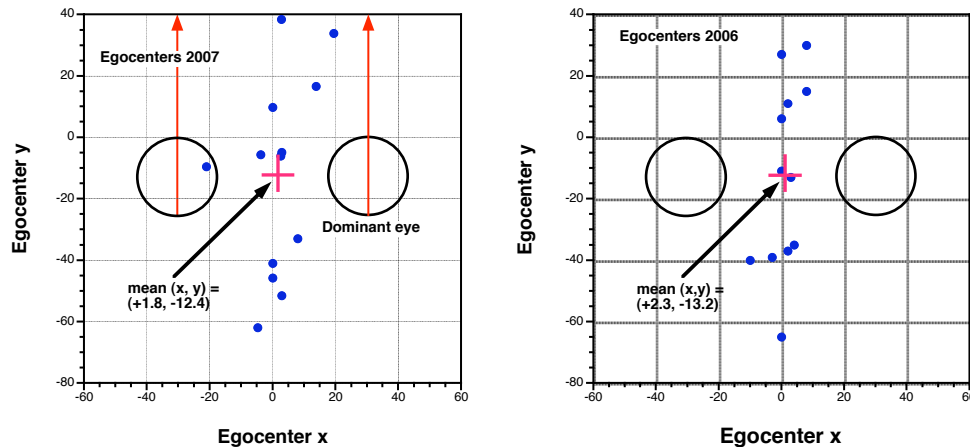 40
20
0
-20
-40
-60
-80
Egocenter y
Egocenters 2007
Dominant eye
mean (x, y) =
(+1.8, -12.4)
-60 -40 -20 0 20 40 60
Egocenter x
40
20
0
-20
-40
-60
-80
Egocenter y
Egocenters 2006
mean (x,y) =
(+2.3, -13.2)
-60 -40 -20 0 20 40 60
Egocenter x